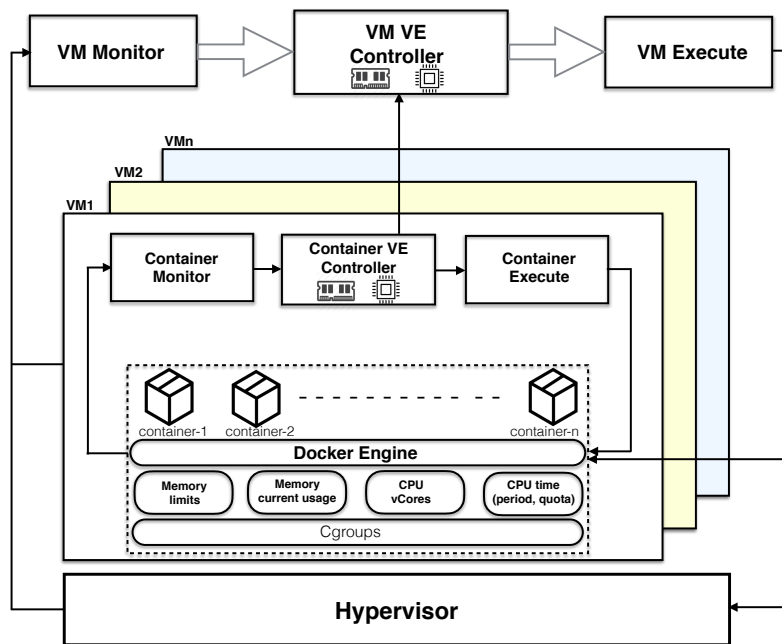 VM Monitor
VM VE
Controller
VM Execute
VMn
VM2
VM1
Container
Monitor
Container VE
Controller
Container
Execute
container-1
container-2
container-n
Docker Engine
Memory
limits
Memory
current usage
CPU
vCores
CPU time
(period, quota)
Cgroups
Hypervisor